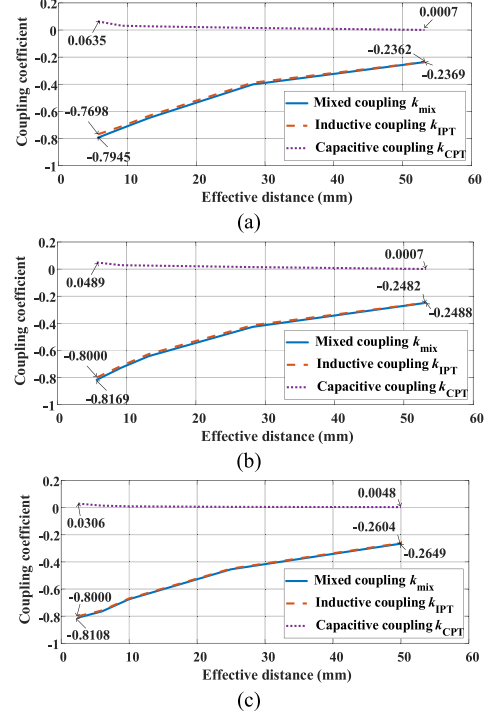 Coupling coefficient
0.2
0
-0.2
-0.4
-0.6
-0.8
-1
0.0635
0.0007
-0.2362
-0.2369
-0.7698
-0.7945
Mixed coupling kmix
Inductive coupling kIPT
Capacitive coupling kCPT
0 10 20 30 40 50 60
Effective distance (mm)
(a)
Coupling coefficient
0.2
0
-0.2
-0.4
-0.6
-0.8
-1
0.0489
0.0007
-0.2482
-0.2488
-0.8000
-0.8169
Mixed coupling kmix
Inductive coupling kIPT
Capacitive coupling kCPT
0 10 20 30 40 50 60
Effective distance (mm)
(b)
Coupling coefficient
0.2
0
-0.2
-0.4
-0.6
-0.8
-1
0.0306
0.0048
-0.2604
-0.2649
-0.8000
-0.8108
Mixed coupling kmix
Inductive coupling kIPT
Capacitive coupling kCPT
0 10 20 30 40 50 60
Effective distance (mm)
(c)